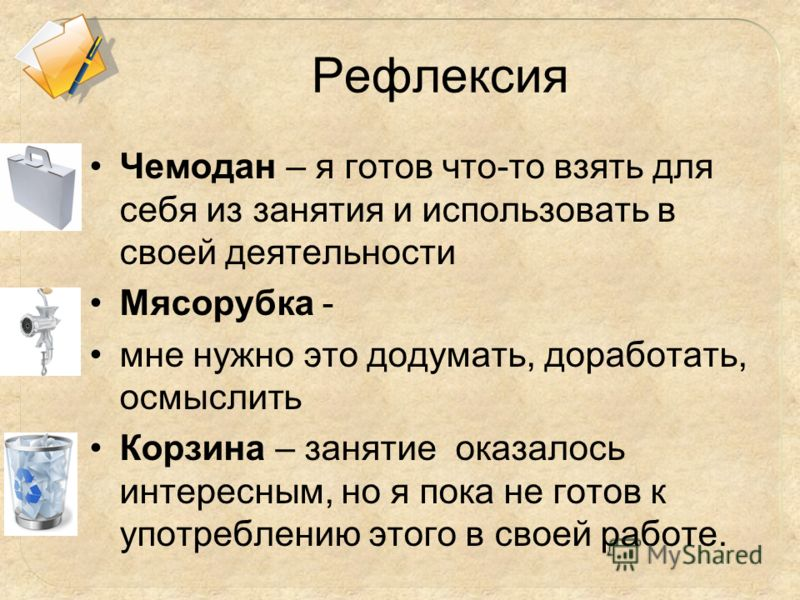 Рефлексия
• Чемодан – я готов что-то взять для
себя из занятия и использовать в
своей деятельности
• Мясорубка -
• мне нужно это додумать, доработать,
осмыслить
• Корзина – занятие оказалось
интересным, но я пока не готов к
употреблению этого в своей работе.
MyShared